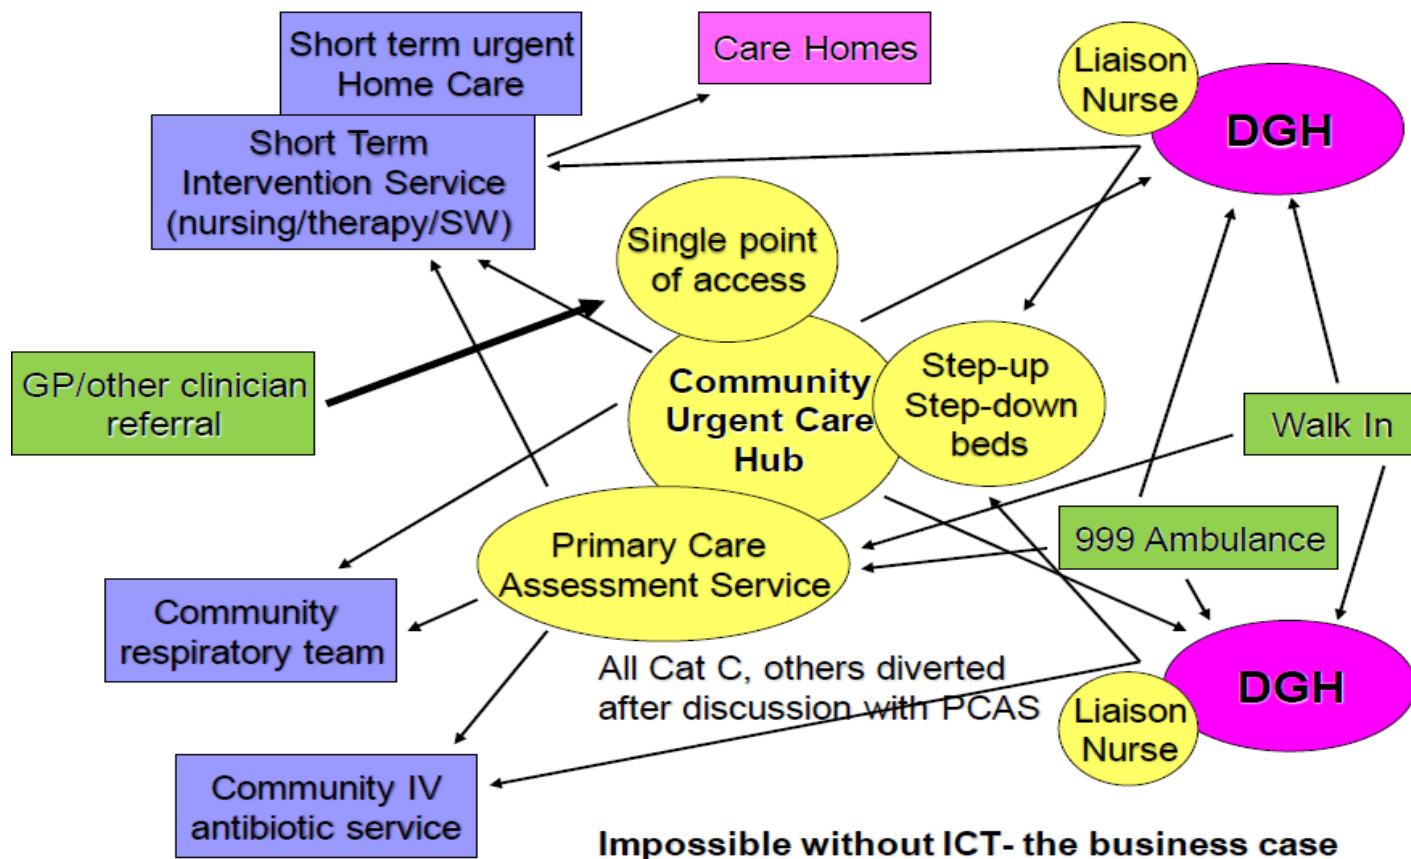 Short term urgent
Home Care
Care Homes
Liaison
Nurse
DGH
Short Term
Intervention Service
(nursing/therapy/SW)
Single point
of access
GP/other clinician
referral
Community
Urgent Care
Hub
Step-up
Step-down
beds
Walk In
999 Ambulance
Primary Care
Assessment Service
Community
respiratory team
All Cat C, others diverted
after discussion with PCAS
DGH
Liaison
Nurse
Community IV
antibiotic service
Impossible without ICT- the business case